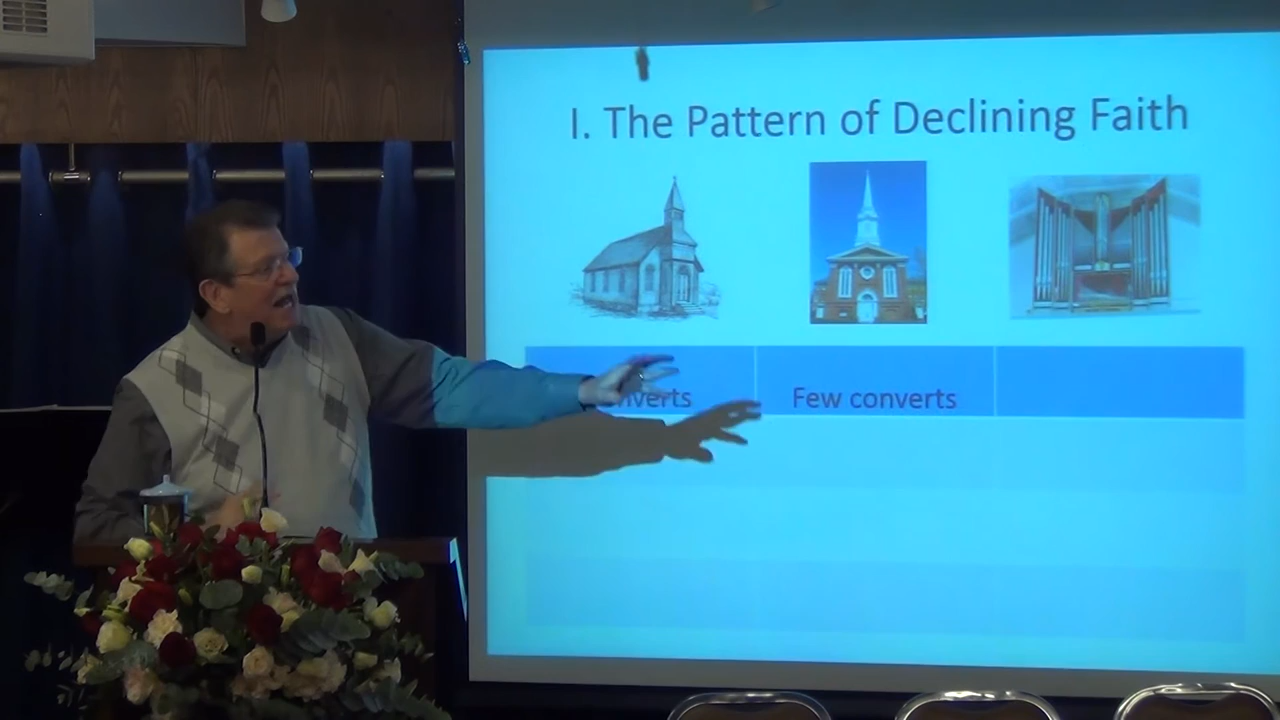 I. The Pattern of Declining Faith
Few converts